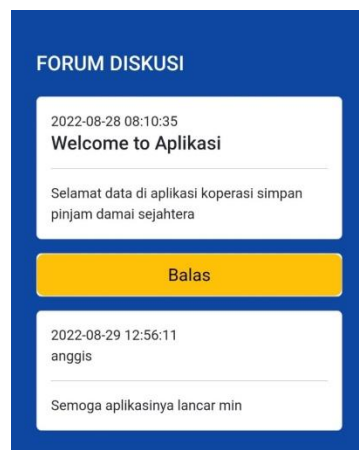 FORUM DISKUSI
2022-08-28 08:10:35
Welcome to Aplikasi
Selamat data di aplikasi koperasi simpan
pinjam damai sejahtera
Balas
2022-08-29 12:56:11
anggis
Semoga aplikasinya lancar min